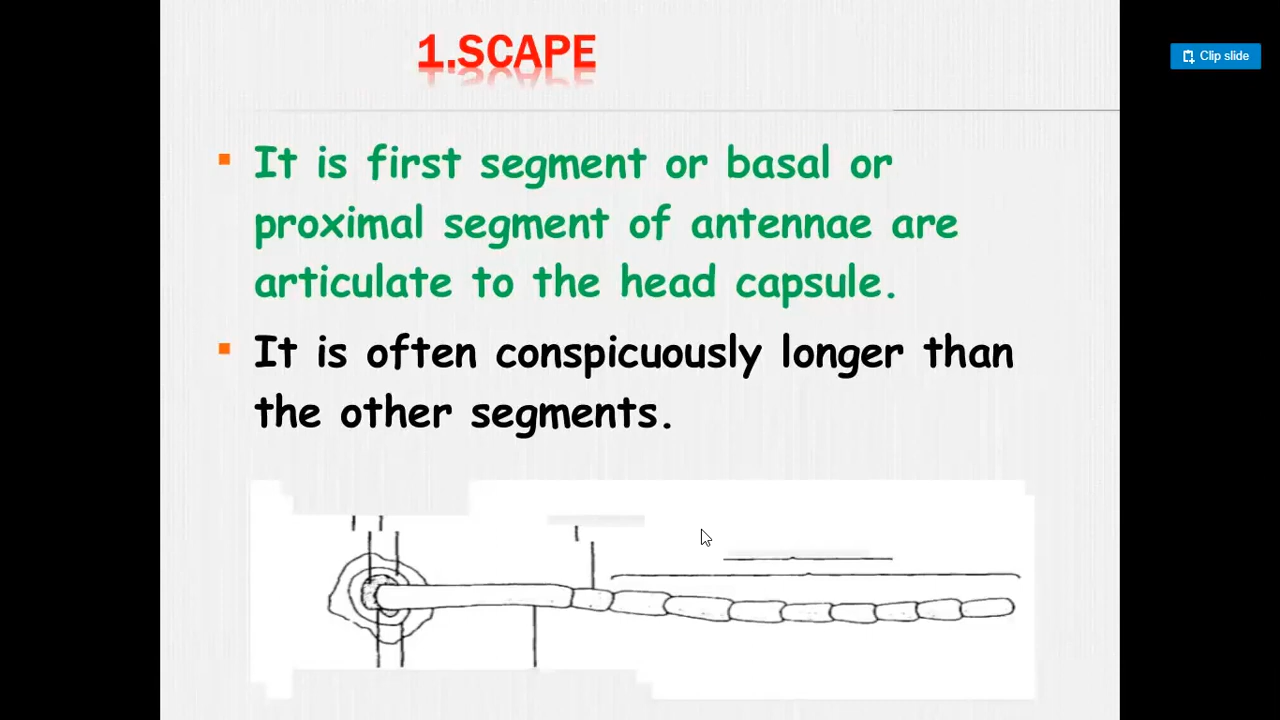 1.SCAPE
Clip slide
It is first segment or basal or
proximal segment of antennae are
articulate to the head capsule.
It is often conspicuously longer than
the other segments.